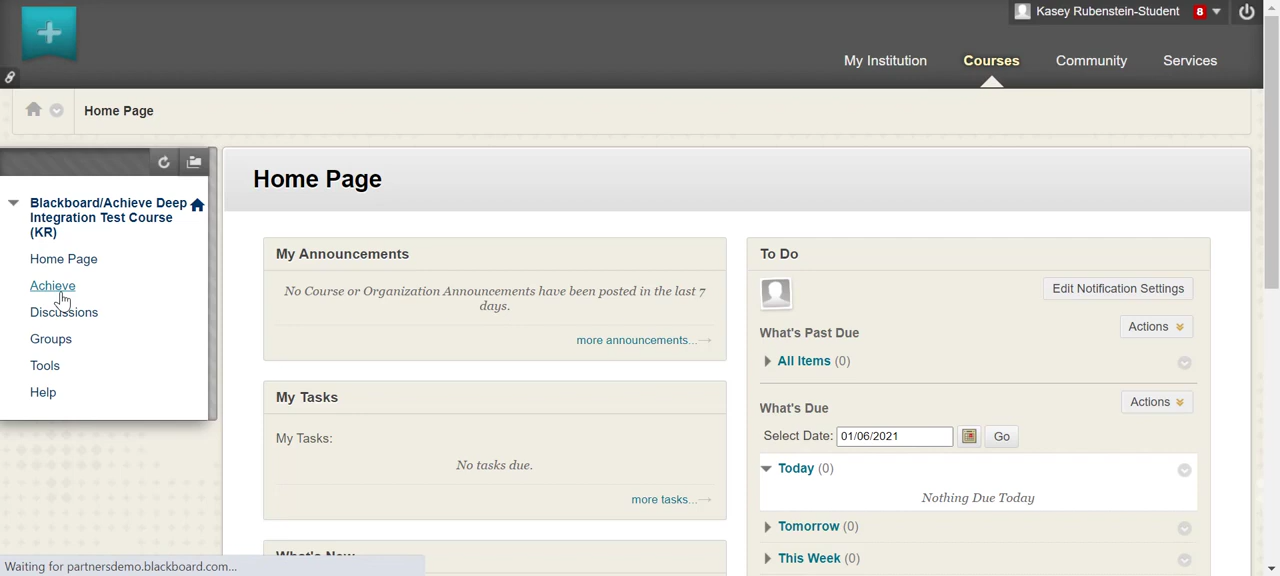 Kasey Rubenstein-Student 8
My Institution Courses Community Services
Home Page
Home Page
Blackboard/Achieve Deep
Integration Test Course
(KR)
Home Page
Achieve
Discussions
Groups
Tools
Help
My Announcements
No Course or Organization Announcements have been posted in the last 7
days.
more announcements...→
My Tasks
My Tasks:
No tasks due.
more tasks...→
What's New
To Do
Edit Notification Settings
What's Past Due
Actions
All Items (0)
What's Due
Actions
Select Date: 01/06/2021 Go
Today (0)
Nothing Due Today
Tomorrow (0)
This Week (0)
Waiting for partnersdemo.blackboard.com...